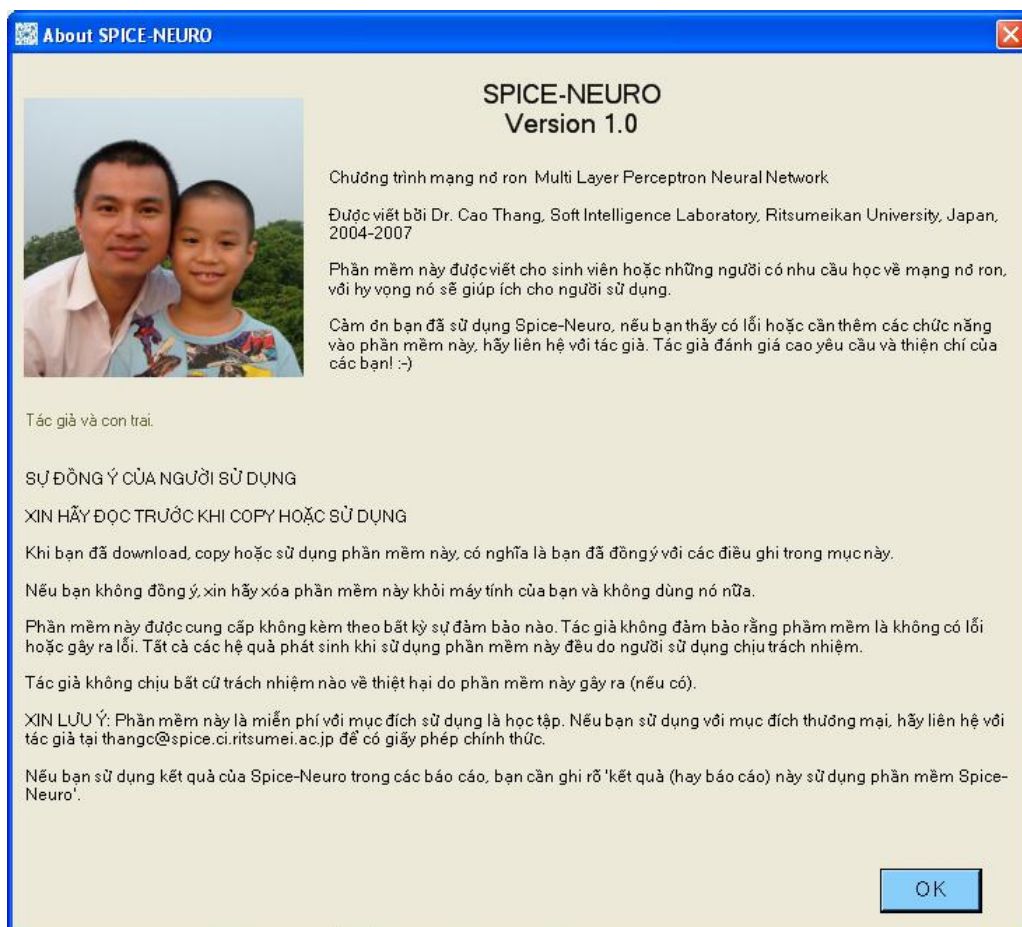 About SPICE-NEURO
SPICE-NEURO
Version 1.0
Chương trình mạng nơ ron Multi Layer Perceptron Neural Network
Được viết bởi Dr. Cao Thang, Soft Intelligence Laboratory, Ritsumeikan University, Japan,
2004-2007
Phần mềm này được viết cho sinh viên hoặc những người có nhu cầu học về mạng nơ ron,
với hy vọng nó sẽ giúp ích cho người sử dụng.
Cảm ơn bạn đã sử dụng Spice-Neuro, nếu bạn thấy có lỗi hoặc cần thêm các chức năng
vào phần mềm này, hãy liên hệ với tác giả. Tác giả đánh giá cao yêu cầu và thiện chí của
các bạn! :-)
Tác giả và con trai.
SỰ ĐỒNG Ý CỦA NGƯỜI SỬ DỤNG
XIN HÃY ĐỌC TRƯỚC KHI COPY HOẶC SỬ DỤNG
Khi bạn đã download, copy hoặc sử dụng phần mềm này, có nghĩa là bạn đã đồng ý với các điều ghi trong mục này.
Nếu bạn không đồng ý, xin hãy xóa phần mềm này khỏi máy tính của bạn và không dùng nó nữa.
Phần mềm này được cung cấp không kèm theo bất kỳ sự đảm bảo nào. Tác giả không đảm bảo rằng phầm mềm là không có lỗi
hoặc gây ra lỗi. Tất cả các hệ quả phát sinh khi sử dụng phần mềm này đều do người sử dụng chịu trách nhiệm.
Tác giả không chịu bất cứ trách nhiệm nào về thiệt hại do phần mềm này gây ra (nếu có).
XIN LƯU Ý: Phần mềm này là miễn phí với mục đích sử dụng là học tập. Nếu bạn sử dụng với mục đích thương mại, hãy liên hệ với
tác giả tại thangc@spice.ci.ritsumei.ac.jp để có giấy phép chính thức.
Nếu bạn sử dụng kết quả của Spice-Neuro trong các báo cáo, bạn cần ghi rõ 'kết quả (hay báo cáo) này sử dụng phần mềm Spice-
Neuro'.
OK